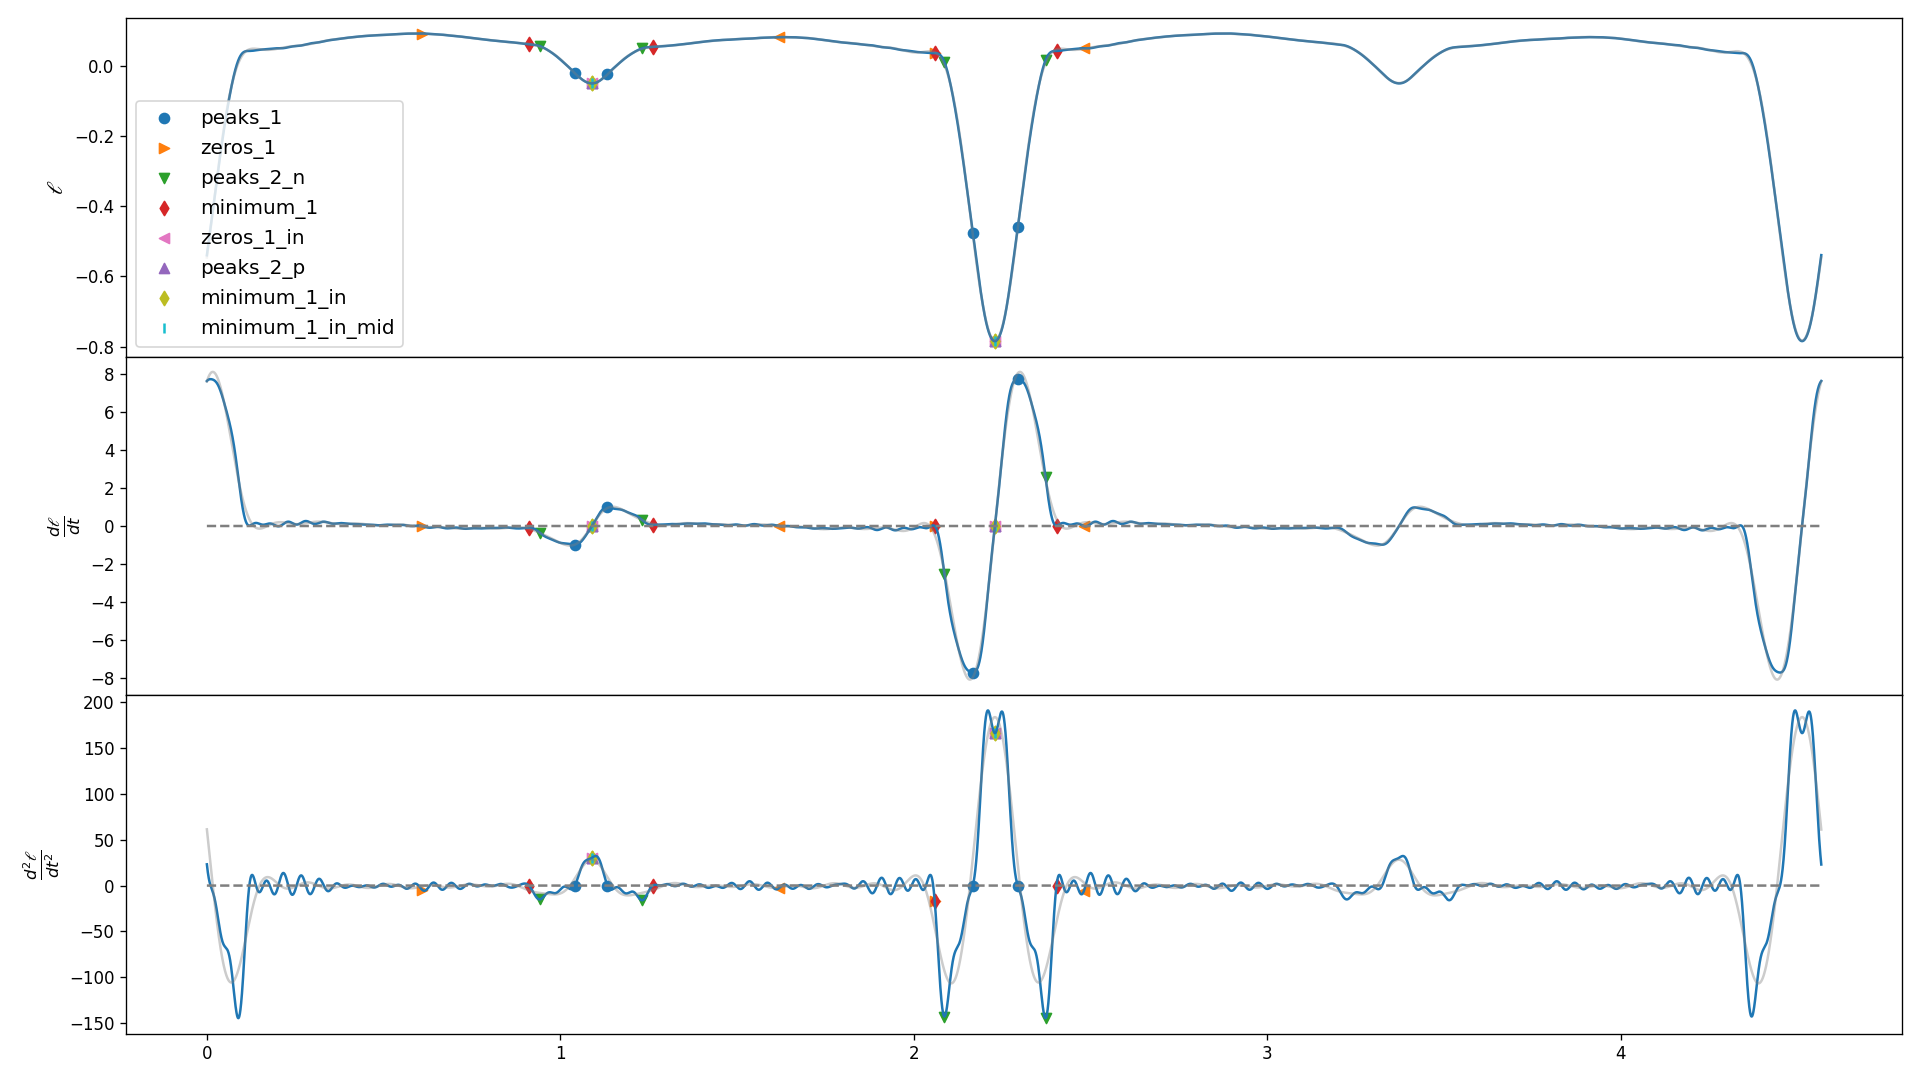 0.0
−0.2
−0.4
−0.6
−0.8
ℓ
peaks_1
zeros_1
peaks_2_n
minimum_1
zeros_1_in
peaks_2_p
minimum_1_in
minimum_1_in_mid
8
6
4
2
0
−2
−4
−6
−8
dℓ/dt
200
150
100
50
0
−50
−100
−150
d²ℓ/dt²
0 1 2 3 4